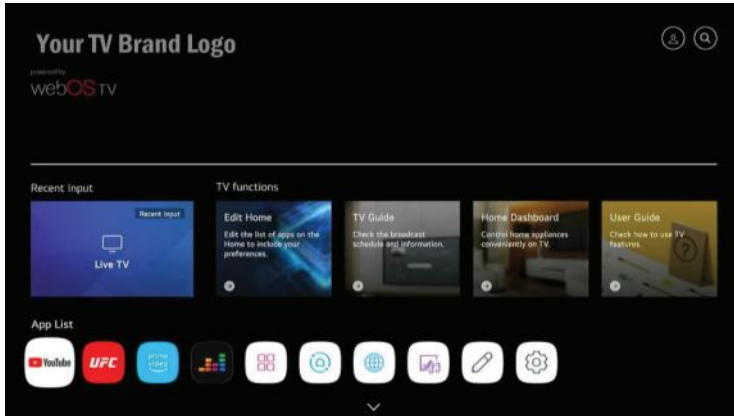 Your TV Brand Logo
powered by
webOS TV
Recent Input
TV functions
Recent Input
Live TV
Edit Home
Edit the list of apps on the
Home to include your
preferences.
TV Guide
Check the broadcast
schedule and information.
Home Dashboard
Control home appliances
conveniently on TV.
User Guide
Check how to use TV
features.
?
App List
YouTube
UFC
prime
video